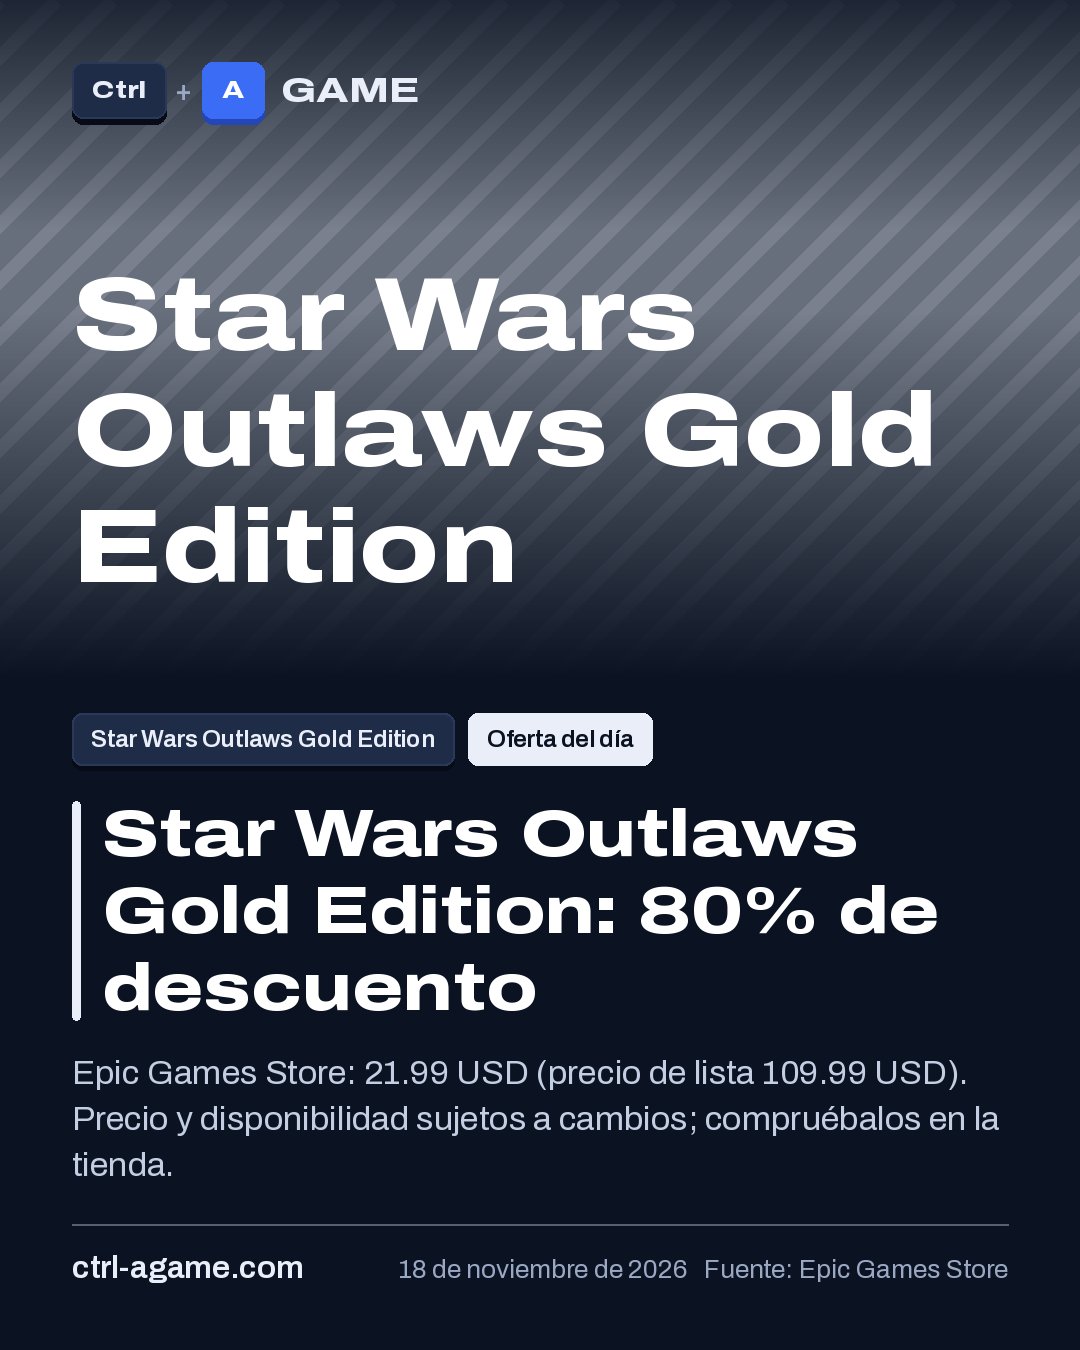 Ctrl + A GAME
Star Wars
Outlaws Gold
Edition
Star Wars Outlaws Gold Edition Oferta del día
Star Wars Outlaws
Gold Edition: 80% de
descuento
Epic Games Store: 21.99 USD (precio de lista 109.99 USD).
Precio y disponibilidad sujetos a cambios; compruébalos en la
tienda.
ctrl-agame.com 18 de noviembre de 2026 Fuente: Epic Games Store